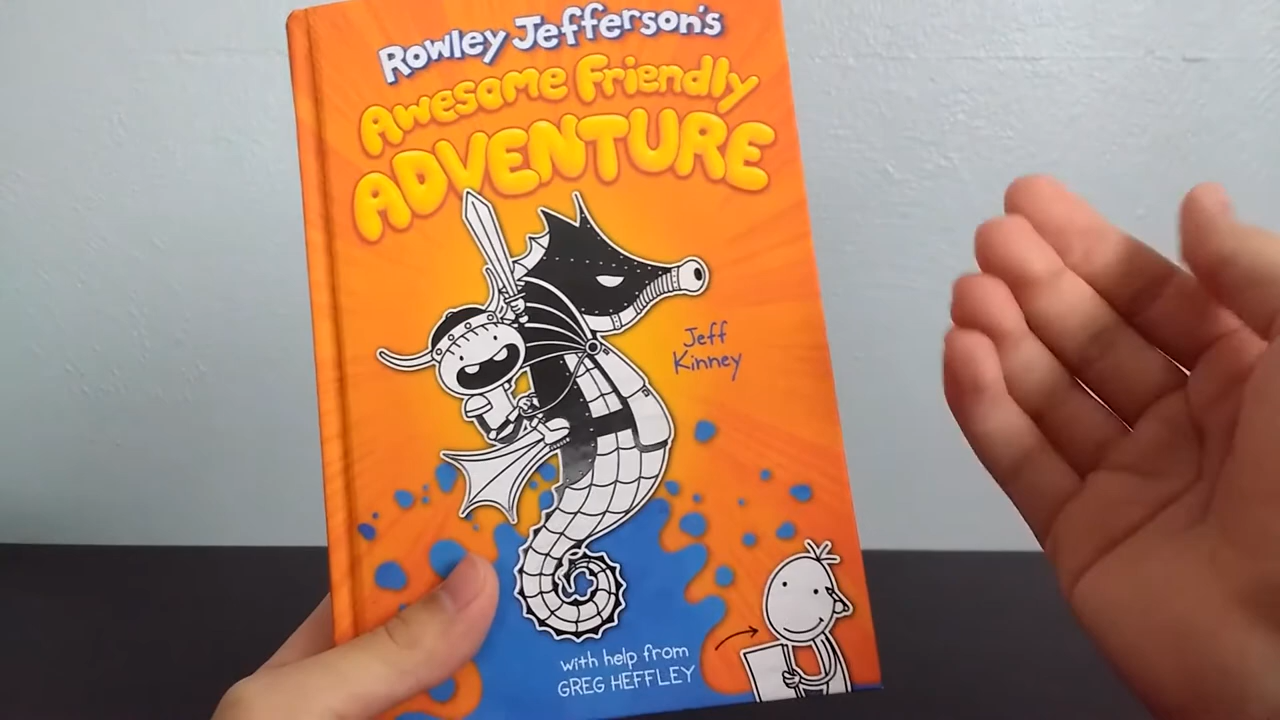 Rowley Jefferson's
Awesome Friendly
ADVENTURE
Jeff
Kinney
with help from
GREG HEFFLEY